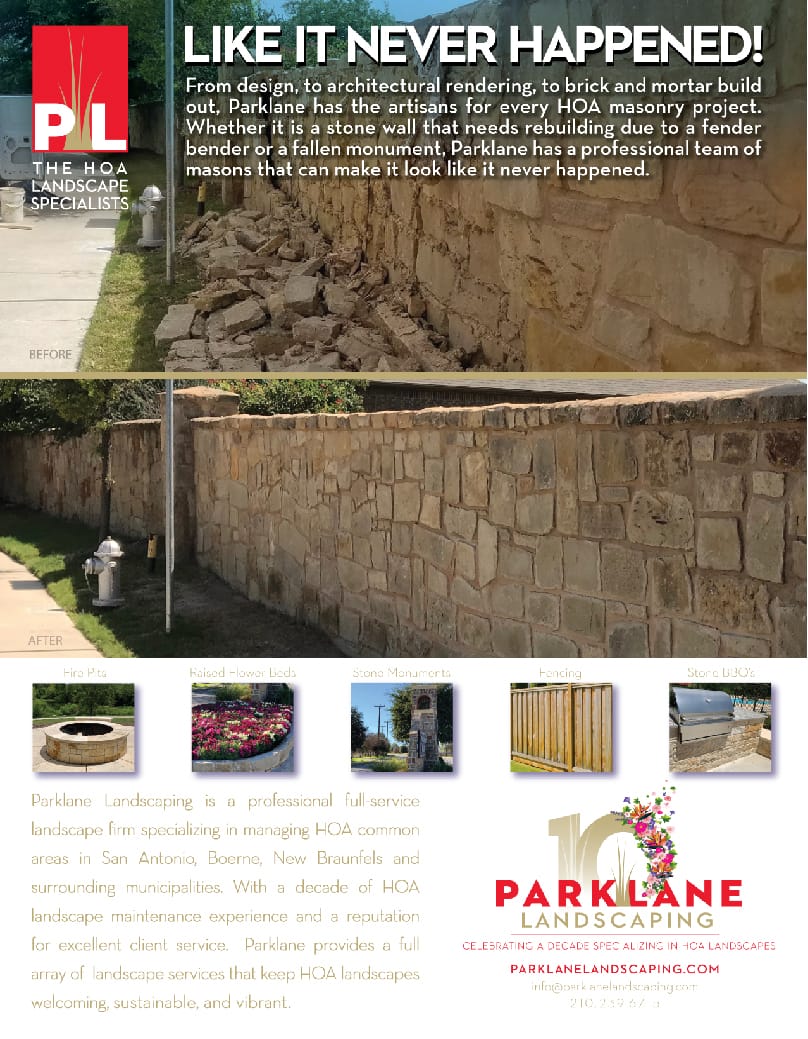 LIKE IT NEVER HAPPENED!
From design, to architectural rendering, to brick and mortar build
out, Parklane has the artisans for every HOA masonry project.
Whether it is a stone wall that needs rebuilding due to a fender
bender or a fallen monument, Parklane has a professional team of
masons that can make it look like it never happened.
PL
THE HOA
LANDSCAPE
SPECIALISTS
BEFORE
AFTER
Fire Pits Raised Flower Beds Stone Monuments Fencing Stone BBQ's
Parklane Landscaping is a professional full-service
landscape firm specializing in managing HOA common
areas in San Antonio, Boerne, New Braunfels and
surrounding municipalities. With a decade of HOA
landscape maintenance experience and a reputation
for excellent client service. Parklane provides a full
array of landscape services that keep HOA landscapes
welcoming, sustainable, and vibrant.
10
PARKLANE
LANDSCAPING
CELEBRATING A DECADE SPECIALIZING IN HOA LANDSCAPES
PARKLANELANDSCAPING.COM
info@parklanelandscaping.com